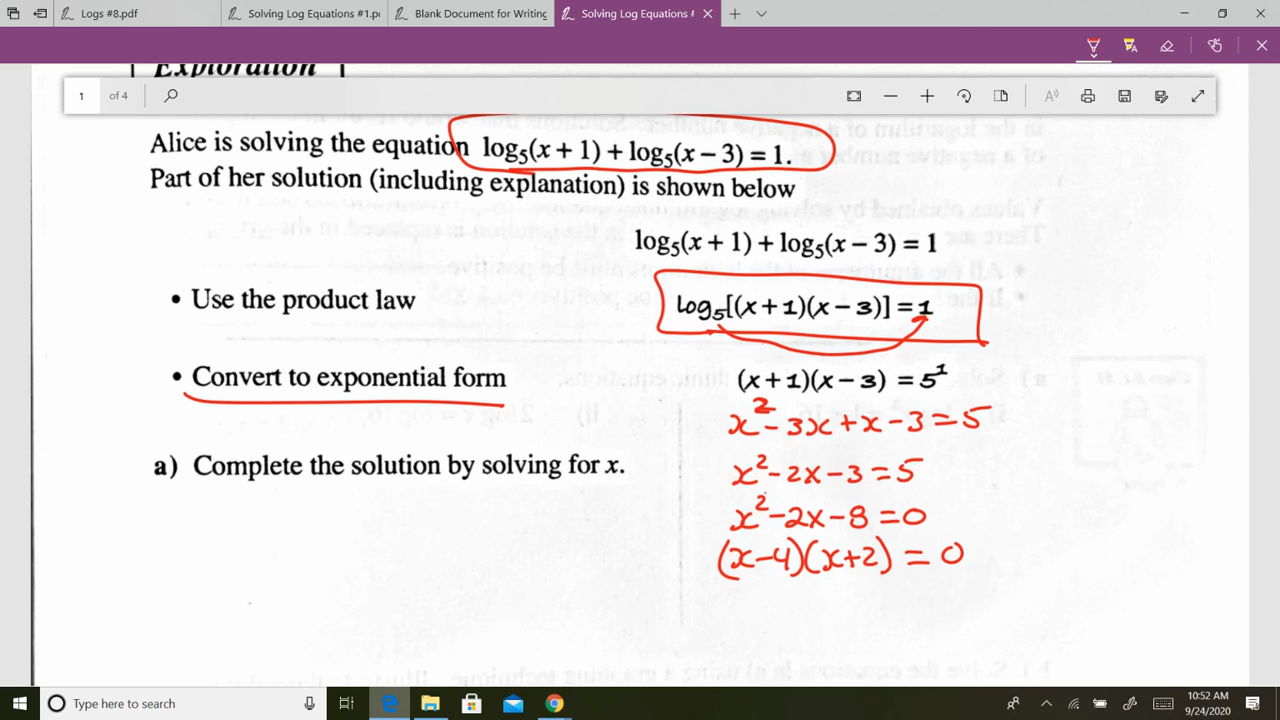 Logs #8.pdf
Solving Log Equations #1.pc
Blank Document for Writing
Solving Log Equations #
Exploration
1 of 4
Alice is solving the equation log₅(x + 1) + log₅(x – 3) = 1.
Part of her solution (including explanation) is shown below
log₅(x + 1) + log₅(x – 3) = 1
• Use the product law
log₅[(x + 1)(x – 3)] = 1
• Convert to exponential form
(x + 1)(x – 3) = 5¹
x² - 3x + x - 3 = 5
a) Complete the solution by solving for x.
x² - 2x - 3 = 5
x² - 2x - 8 = 0
(x-4)(x+2) = 0
Type here to search
10:52 AM
9/24/2020